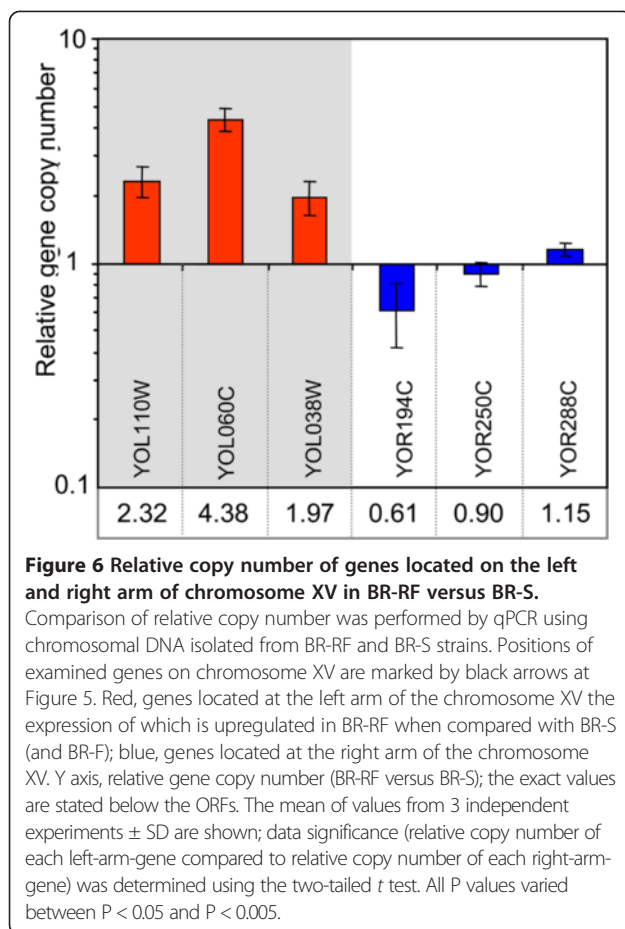 10
1
0.1
Relative gene copy number
YOL110W
YOL060C
YOL038W
YOR194C
YOR250C
YOR288C
2.32 4.38 1.97 0.61 0.90 1.15
Figure 6 Relative copy number of genes located on the left
and right arm of chromosome XV in BR-RF versus BR-S.
Comparison of relative copy number was performed by qPCR using
chromosomal DNA isolated from BR-RF and BR-S strains. Positions of
examined genes on chromosome XV are marked by black arrows at
Figure 5. Red, genes located at the left arm of the chromosome XV the
expression of which is upregulated in BR-RF when compared with BR-S
(and BR-F); blue, genes located at the right arm of the chromosome
XV. Y axis, relative gene copy number (BR-RF versus BR-S); the exact values
are stated below the ORFs. The mean of values from 3 independent
experiments ± SD are shown; data significance (relative copy number of
each left-arm-gene compared to relative copy number of each right-arm-
gene) was determined using the two-tailed t test. All P values varied
between P < 0.05 and P < 0.005.